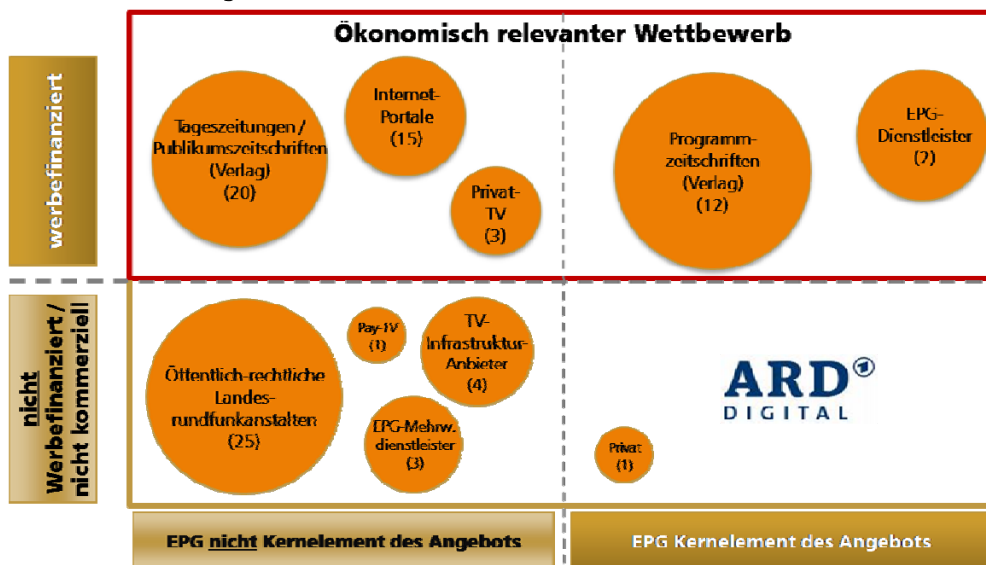 Ökonomisch relevanter Wettbewerb
werbefinanziert
Tageszeitungen /
Publikumszeitschriften
(Verlag)
(20)
Internet-
Portale
(15)
Privat-
TV
(3)
Programm-
zeitschriften
(Verlag)
(12)
EPG-
Dienstleister
(2)
nicht
Werbefinanziert /
nicht kommerziell
Öffentlich-rechtliche
Landes-
rundfunkanstalten
(25)
Pay-TV
(1)
TV-
Infrastruktur-
Anbieter
(4)
EPG-Mehrw.
dienstleister
(3)
Privat
(1)
ARD
DIGITAL
EPG nicht Kernelement des Angebots
EPG Kernelement des Angebots